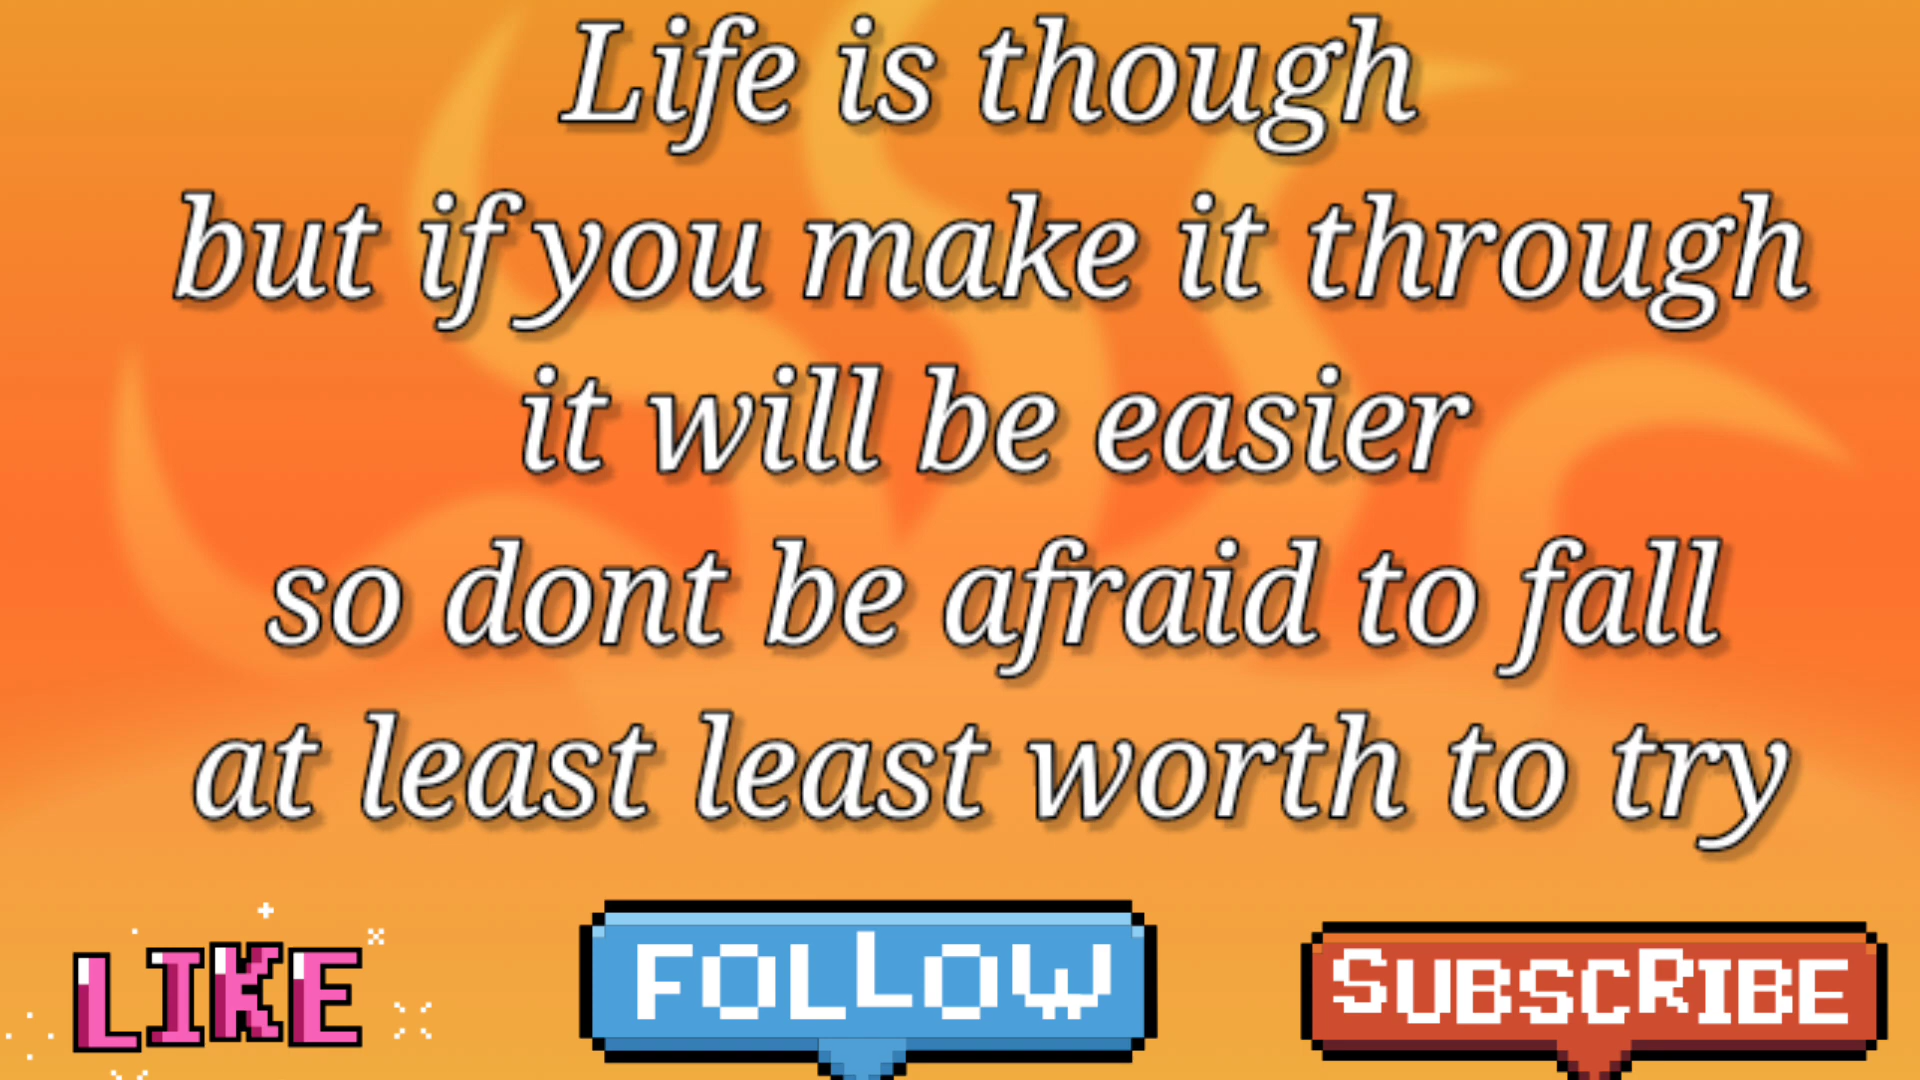 Life is though
but if you make it through
it will be easier
so dont be afraid to fall
at least least worth to try
LIKE
FOLLOW
SUBSCRIBE